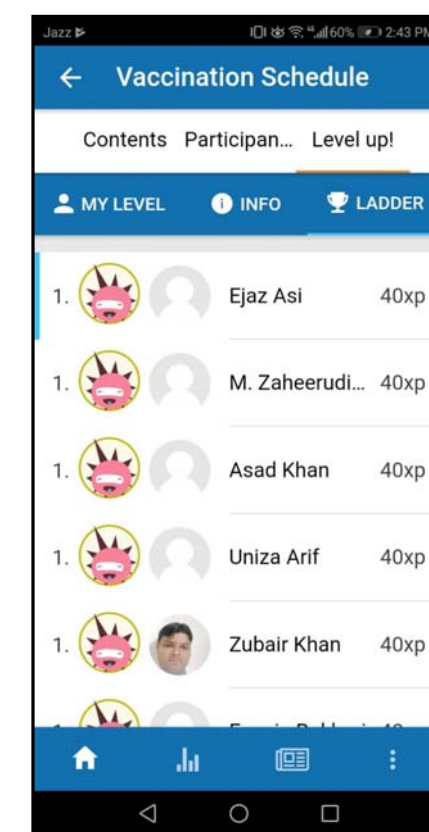 Jazz 60% 2:43 PM
Vaccination Schedule
Contents Participan... Level up!
MY LEVEL INFO LADDER
1. Ejaz Asi 40xp
1. M. Zaheerudi... 40xp
1. Asad Khan 40xp
1. Uniza Arif 40xp
1. Zubair Khan 40xp